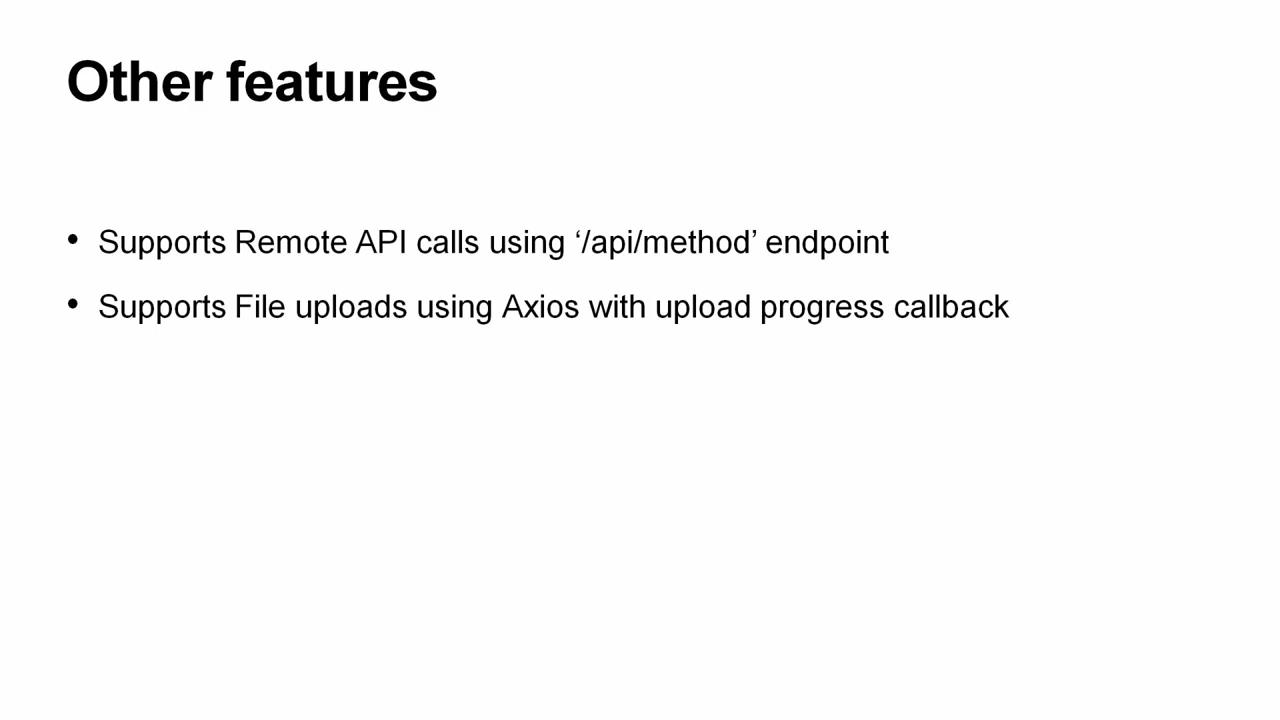 Other features
• Supports Remote API calls using ‘/api/method’ endpoint
• Supports File uploads using Axios with upload progress callback